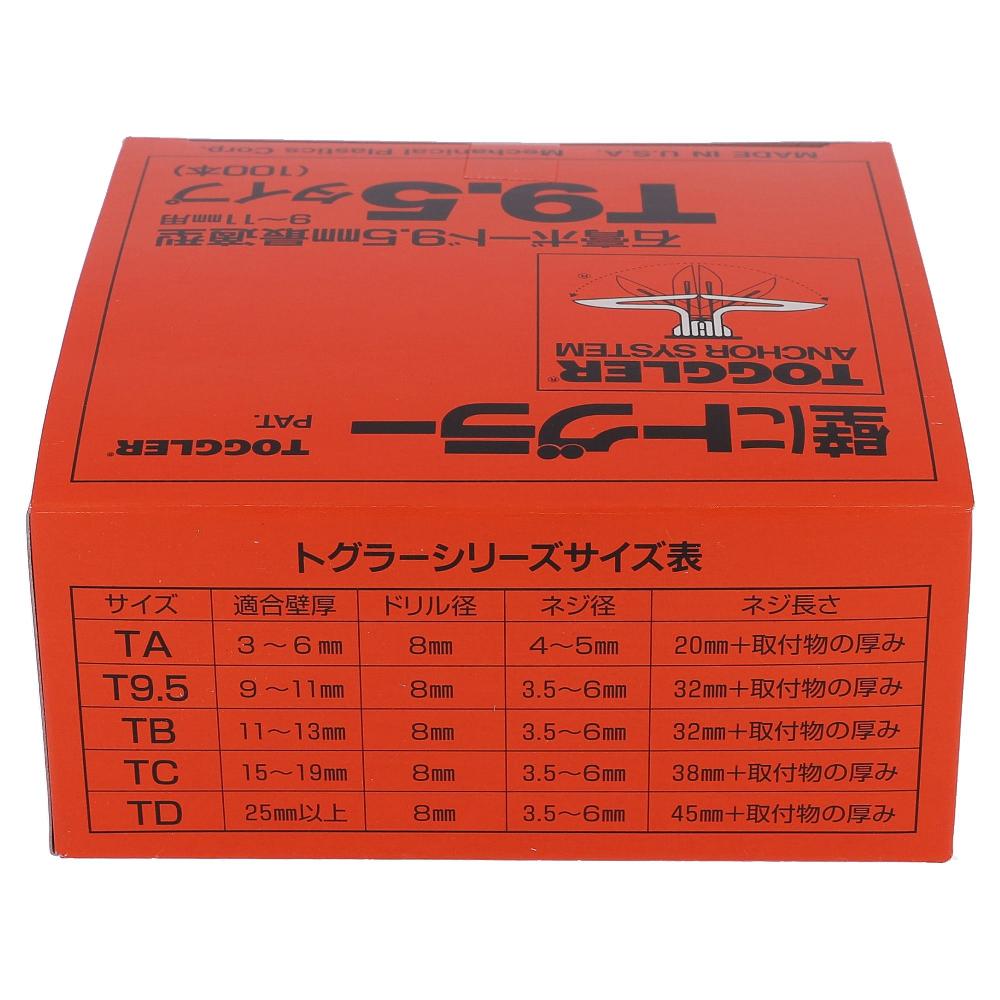 壁にトグラー
TOGGLER®
PAT.
TOGGLER®
ANCHOR SYSTEM
®
石膏ボード9.5mm最適型
9～11mm用
T9.5タイプ
(100本)
MADE IN U.S.A. Mechanical Plastics Corp.
トグラーシリーズサイズ表
サイズ 適合壁厚 ドリル径 ネジ径 ネジ長さ
TA 3～6mm 8mm 4～5mm 20mm+取付物の厚み
T9.5 9～11mm 8mm 3.5～6mm 32mm+取付物の厚み
TB 11～13mm 8mm 3.5～6mm 32mm+取付物の厚み
TC 15～19mm 8mm 3.5～6mm 38mm+取付物の厚み
TD 25mm以上 8mm 3.5～6mm 45mm+取付物の厚み